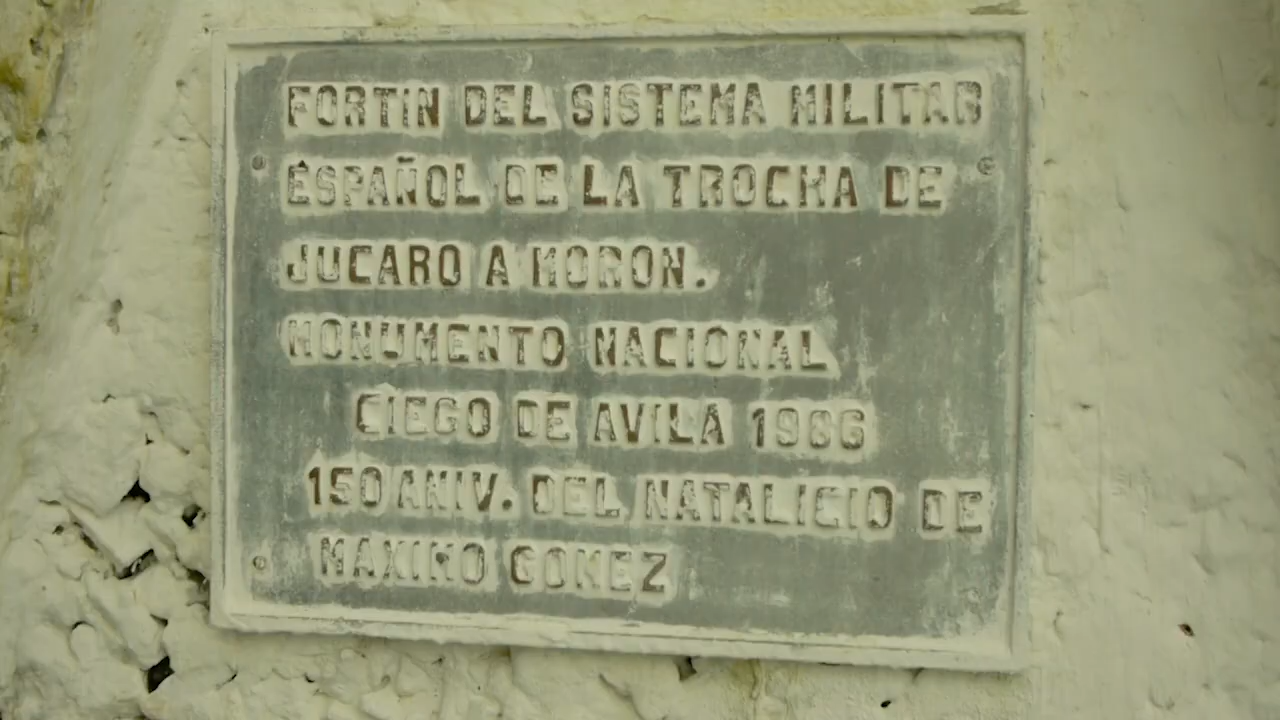 FORTIN DEL SISTEMA MILITAR
ESPAÑOL DE LA TROCHA DE
JUCARO A MORON.
MONUMENTO NACIONAL
CIEGO DE AVILA 1986
150 ANIV. DEL NATALICIO DE
MAXIMO GOMEZ